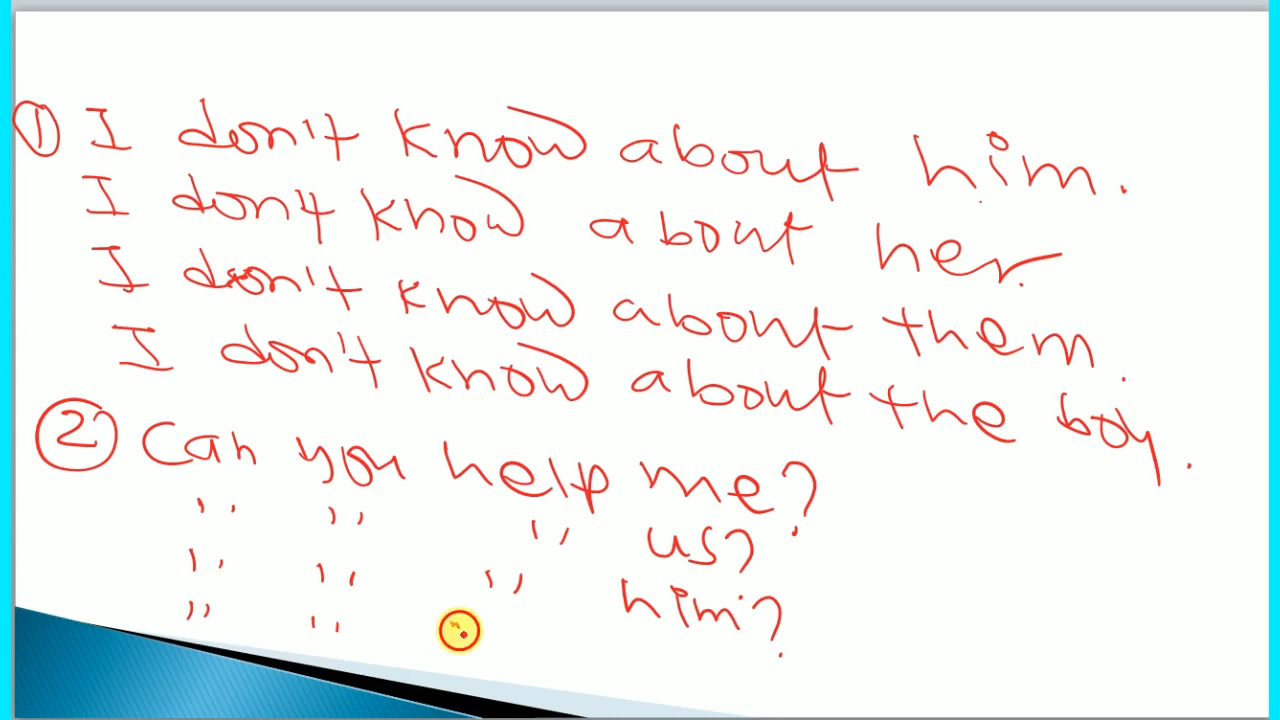 ① I don't know about him.
I don't know about her.
I don't know about them.
I don't know about the boy.
② Can you help me?
" " " us?
" " " him?
" " "